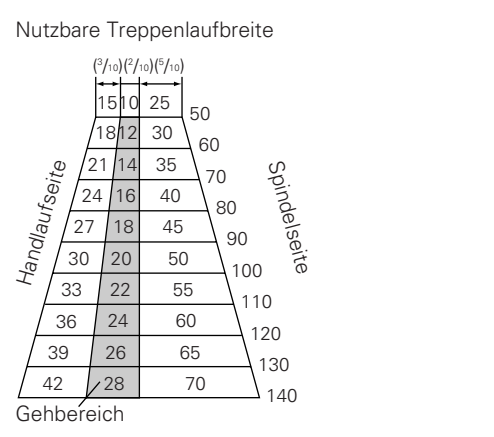 Nutzbare Treppenlaufbreite
(3/10)(2/10)(5/10)
15 10 25
50
18 12 30
60
21 14 35
70
24 16 40
80
27 18 45
90
30 20 50
100
33 22 55
110
36 24 60
120
39 26 65
130
42 28 70
140
Handlaufseite
Spindelseite
Gehbereich